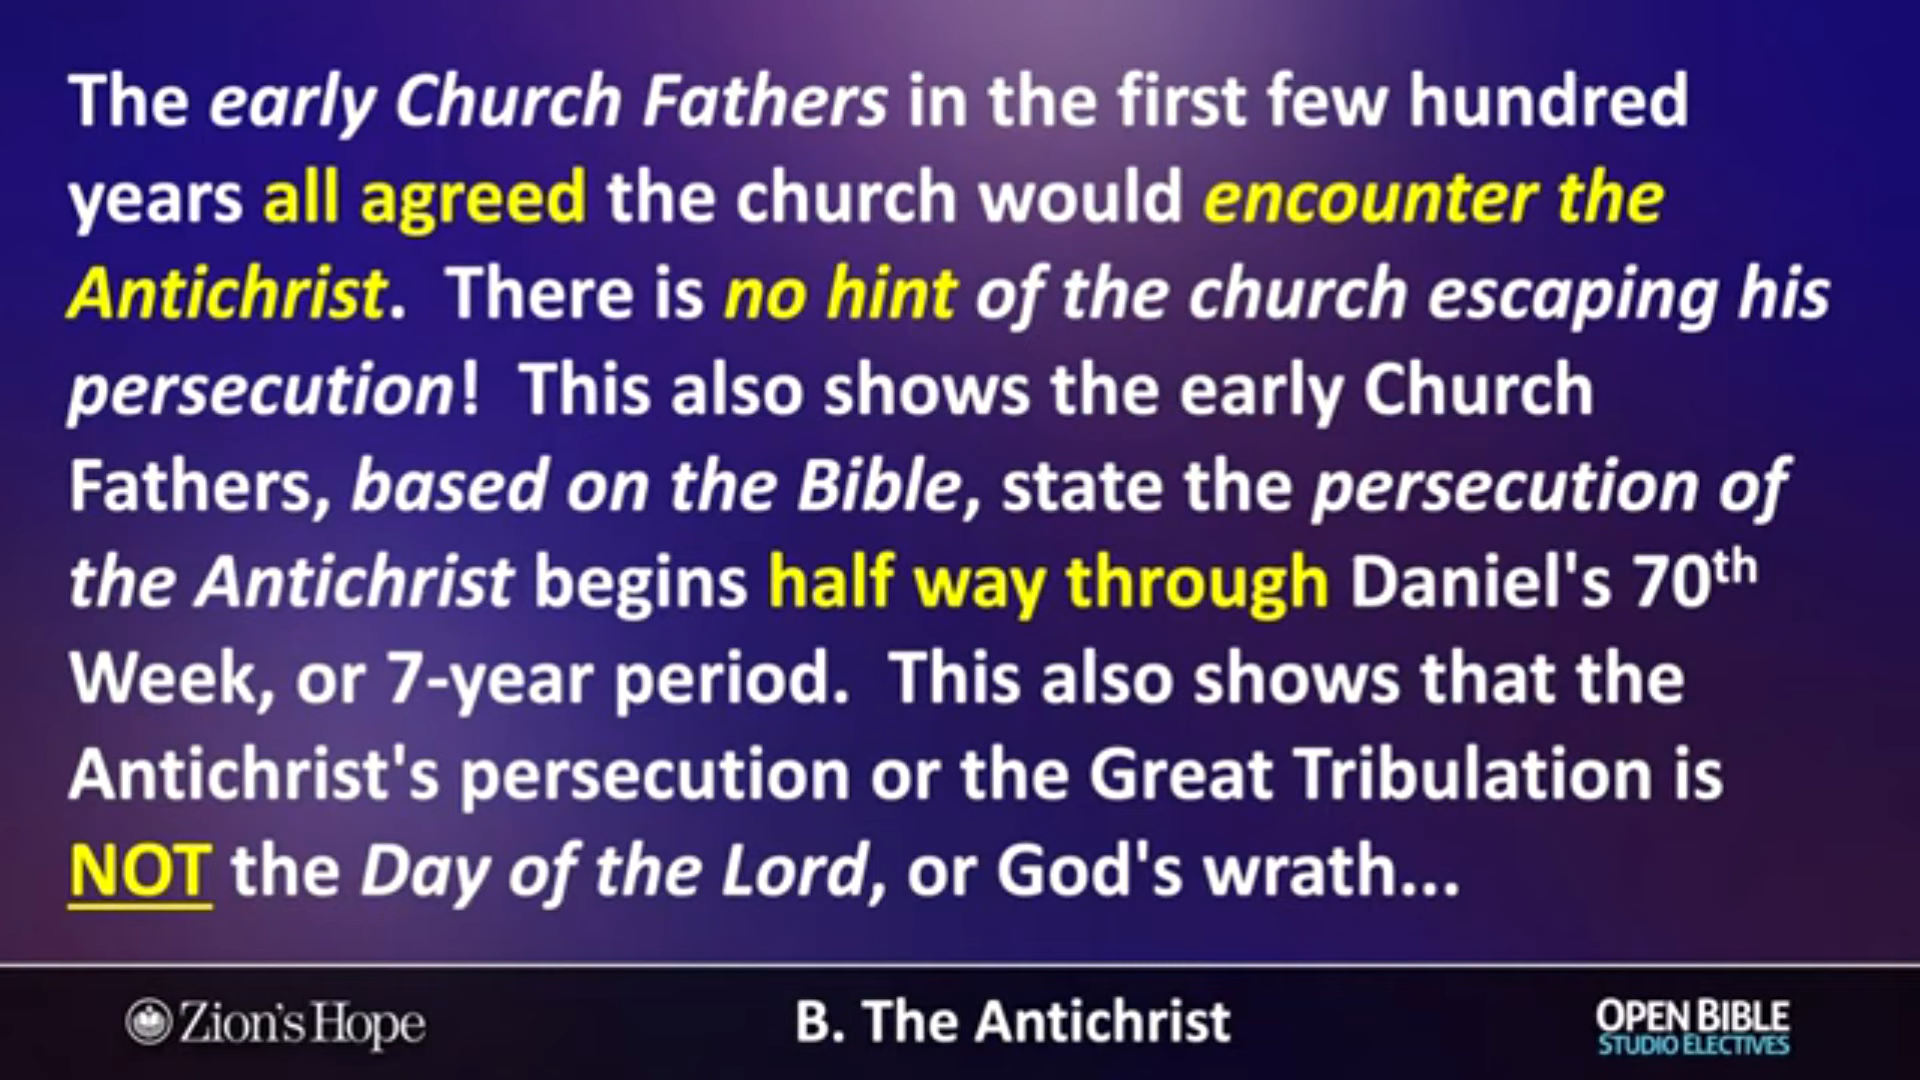 The early Church Fathers in the first few hundred
years all agreed the church would encounter the
Antichrist.  There is no hint of the church escaping his
persecution!  This also shows the early Church
Fathers, based on the Bible, state the persecution of
the Antichrist begins half way through Daniel's 70th
Week, or 7-year period.  This also shows that the
Antichrist's persecution or the Great Tribulation is
NOT the Day of the Lord, or God's wrath...
Zion's Hope
B. The Antichrist
OPEN BIBLE
STUDIO ELECTIVES